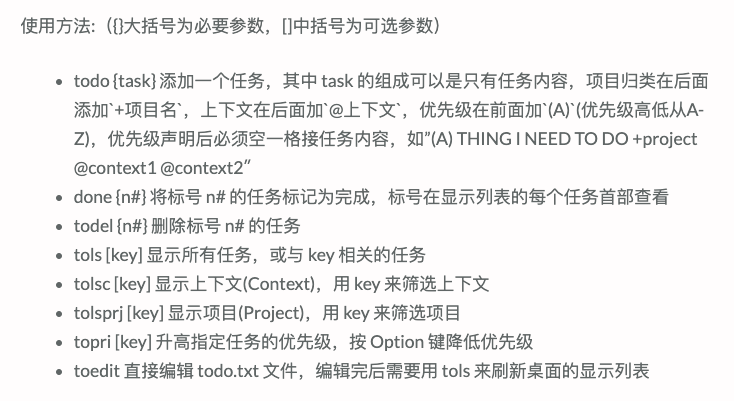 使用方法:（{}大括号为必要参数，[]中括号为可选参数）
• todo {task} 添加一个任务，其中 task 的组成可以是只有任务内容，项目归类在后面
添加`+项目名`，上下文在后面加`@上下文`，优先级在前面加`(A)`(优先级高低从A-
Z)，优先级声明后必须空一格接任务内容，如”(A) THING I NEED TO DO +project
@context1 @context2″
• done {n#} 将标号 n# 的任务标记为完成，标号在显示列表的每个任务首部查看
• todel {n#} 删除标号 n# 的任务
• tols [key] 显示所有任务，或与 key 相关的任务
• tolsc [key] 显示上下文(Context)，用 key 来筛选上下文
• tolsprj [key] 显示项目(Project)，用 key 来筛选项目
• topri [key] 升高指定任务的优先级，按 Option 键降低优先级
• toedit 直接编辑 todo.txt 文件，编辑完后需要用 tols 来刷新桌面的显示列表